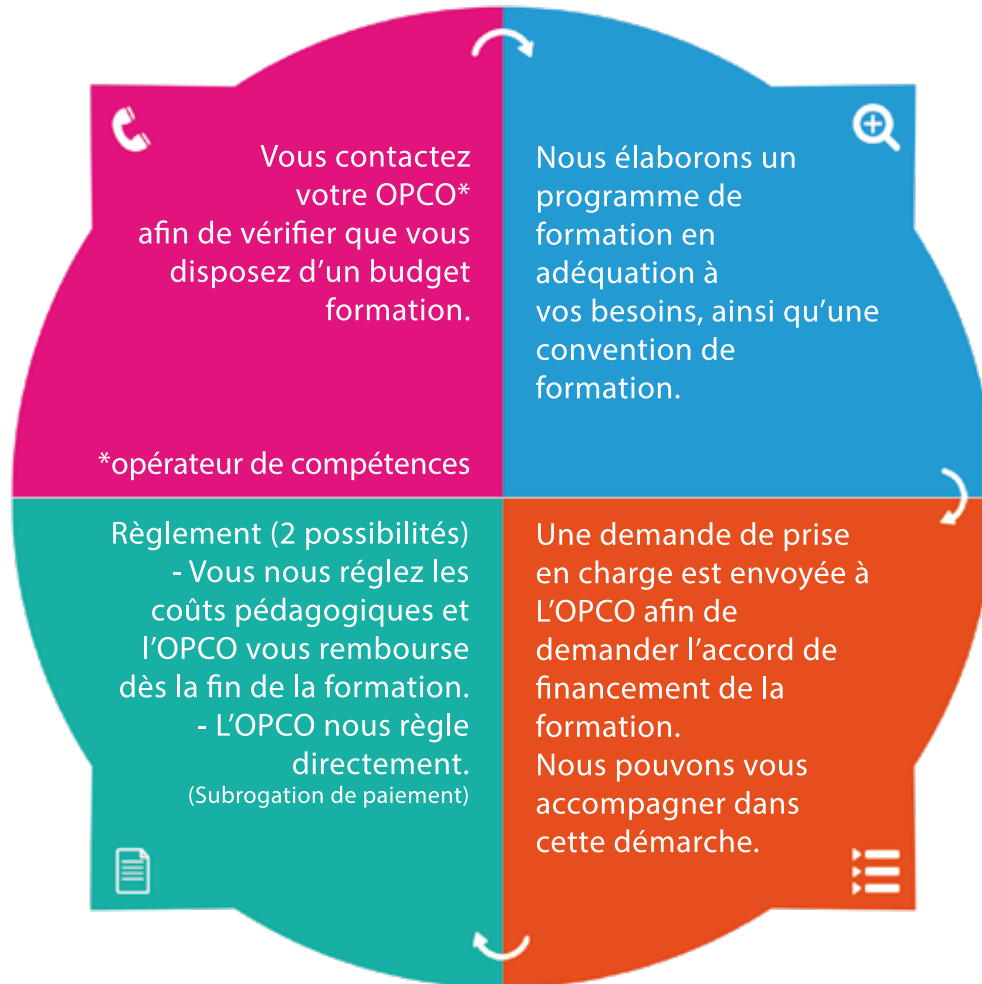 Vous contactez
votre OPCO*
afin de vérifier que vous
disposez d’un budget
formation.
*opérateur de compétences
Nous élaborons un
programme de
formation en
adéquation à
vos besoins, ainsi qu’une
convention de
formation.
Une demande de prise
en charge est envoyée à
L’OPCO afin de
demander l’accord de
financement de la
formation.
Nous pouvons vous
accompagner dans
cette démarche.
Règlement (2 possibilités)
- Vous nous réglez les
coûts pédagogiques et
l’OPCO vous rembourse
dès la fin de la formation.
- L’OPCO nous règle
directement.
(Subrogation de paiement)